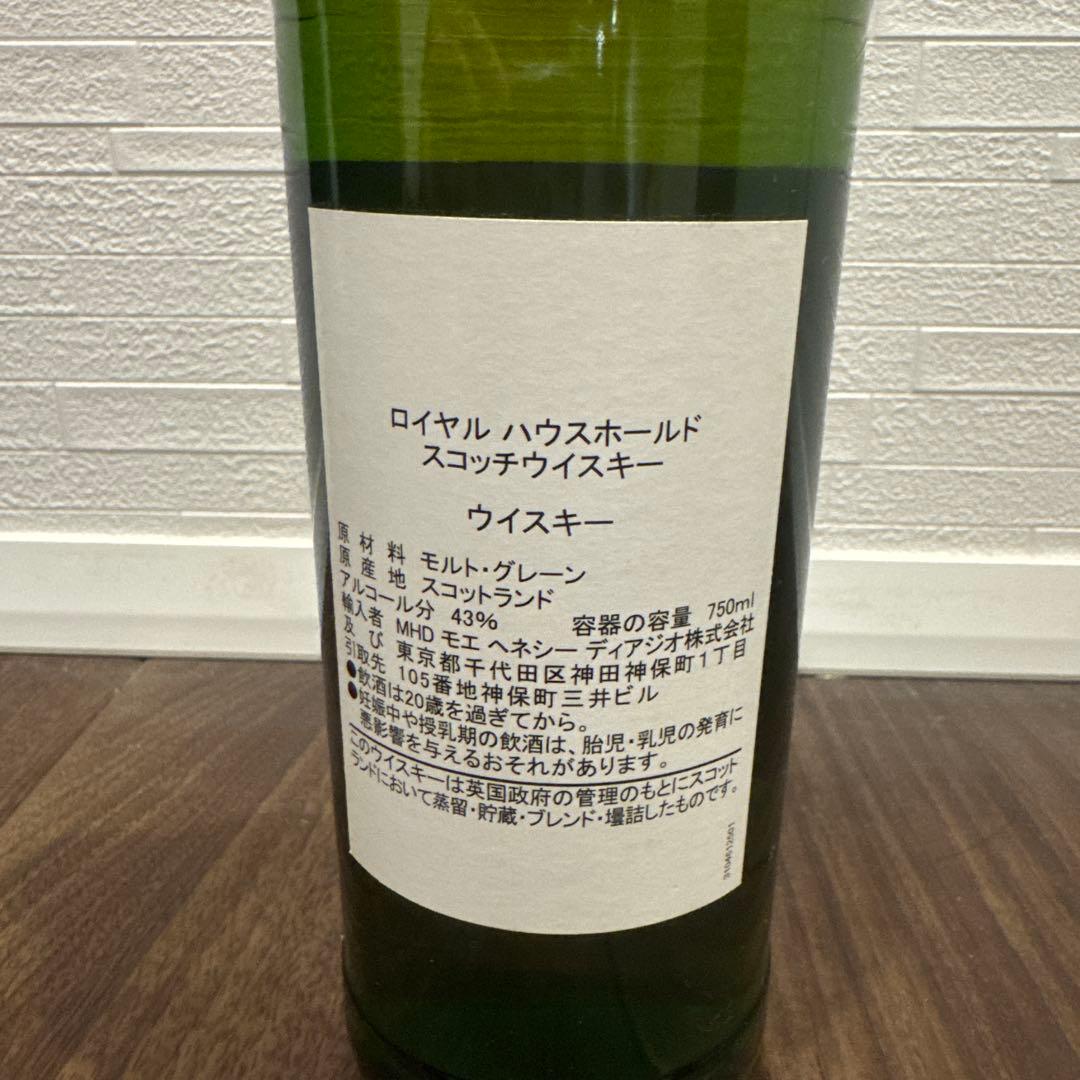 ロイヤル ハウスホールド
スコッチウイスキー
ウイスキー
原材料 モルト・グレーン
原産地 スコットランド
アルコール分 43% 容器の容量 750ml
輸入者 MHD モエ ヘネシー ディアジオ株式会社
及び 東京都千代田区神田神保町1丁目
引取先 105番地神保町三井ビル
●飲酒は20歳を過ぎてから。
●妊娠中や授乳期の飲酒は、胎児・乳児の発育に
悪影響を与えるおそれがあります。
このウイスキーは英国政府の管理のもとにスコット
ランドにおいて蒸留・貯蔵・ブレンド・壜詰したものです。